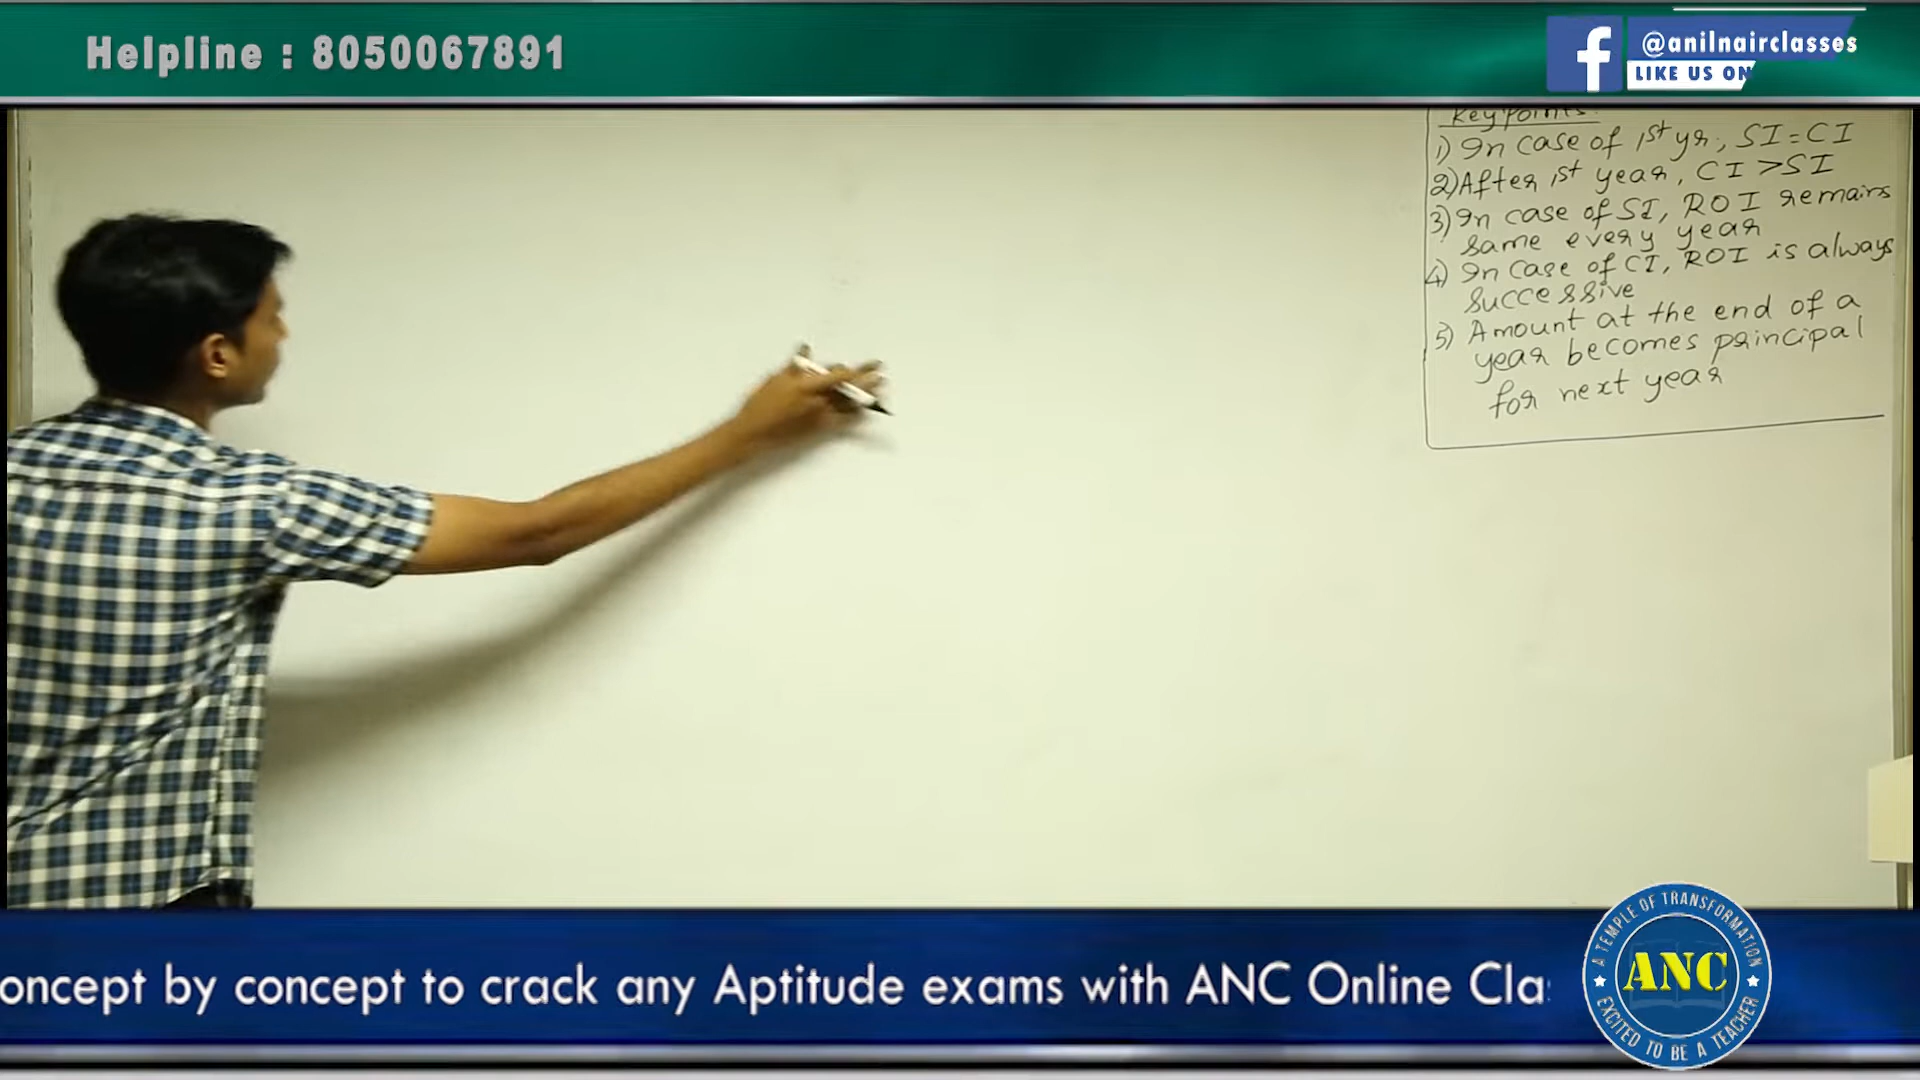 Helpline : 8050067891
@anilnairclasses
LIKE US ON
Key points:
1) In case of 1st yr, SI = CI
2) After 1st year, CI > SI
3) In case of SI, ROI remains
same every year
4) In case of CI, ROI is always
successive
5) Amount at the end of a
year becomes principal
for next year
oncept by concept to crack any Aptitude exams with ANC Online Cla
A TEMPLE OF TRANSFORMATION
ANC
EXCITED TO BE A TEACHER